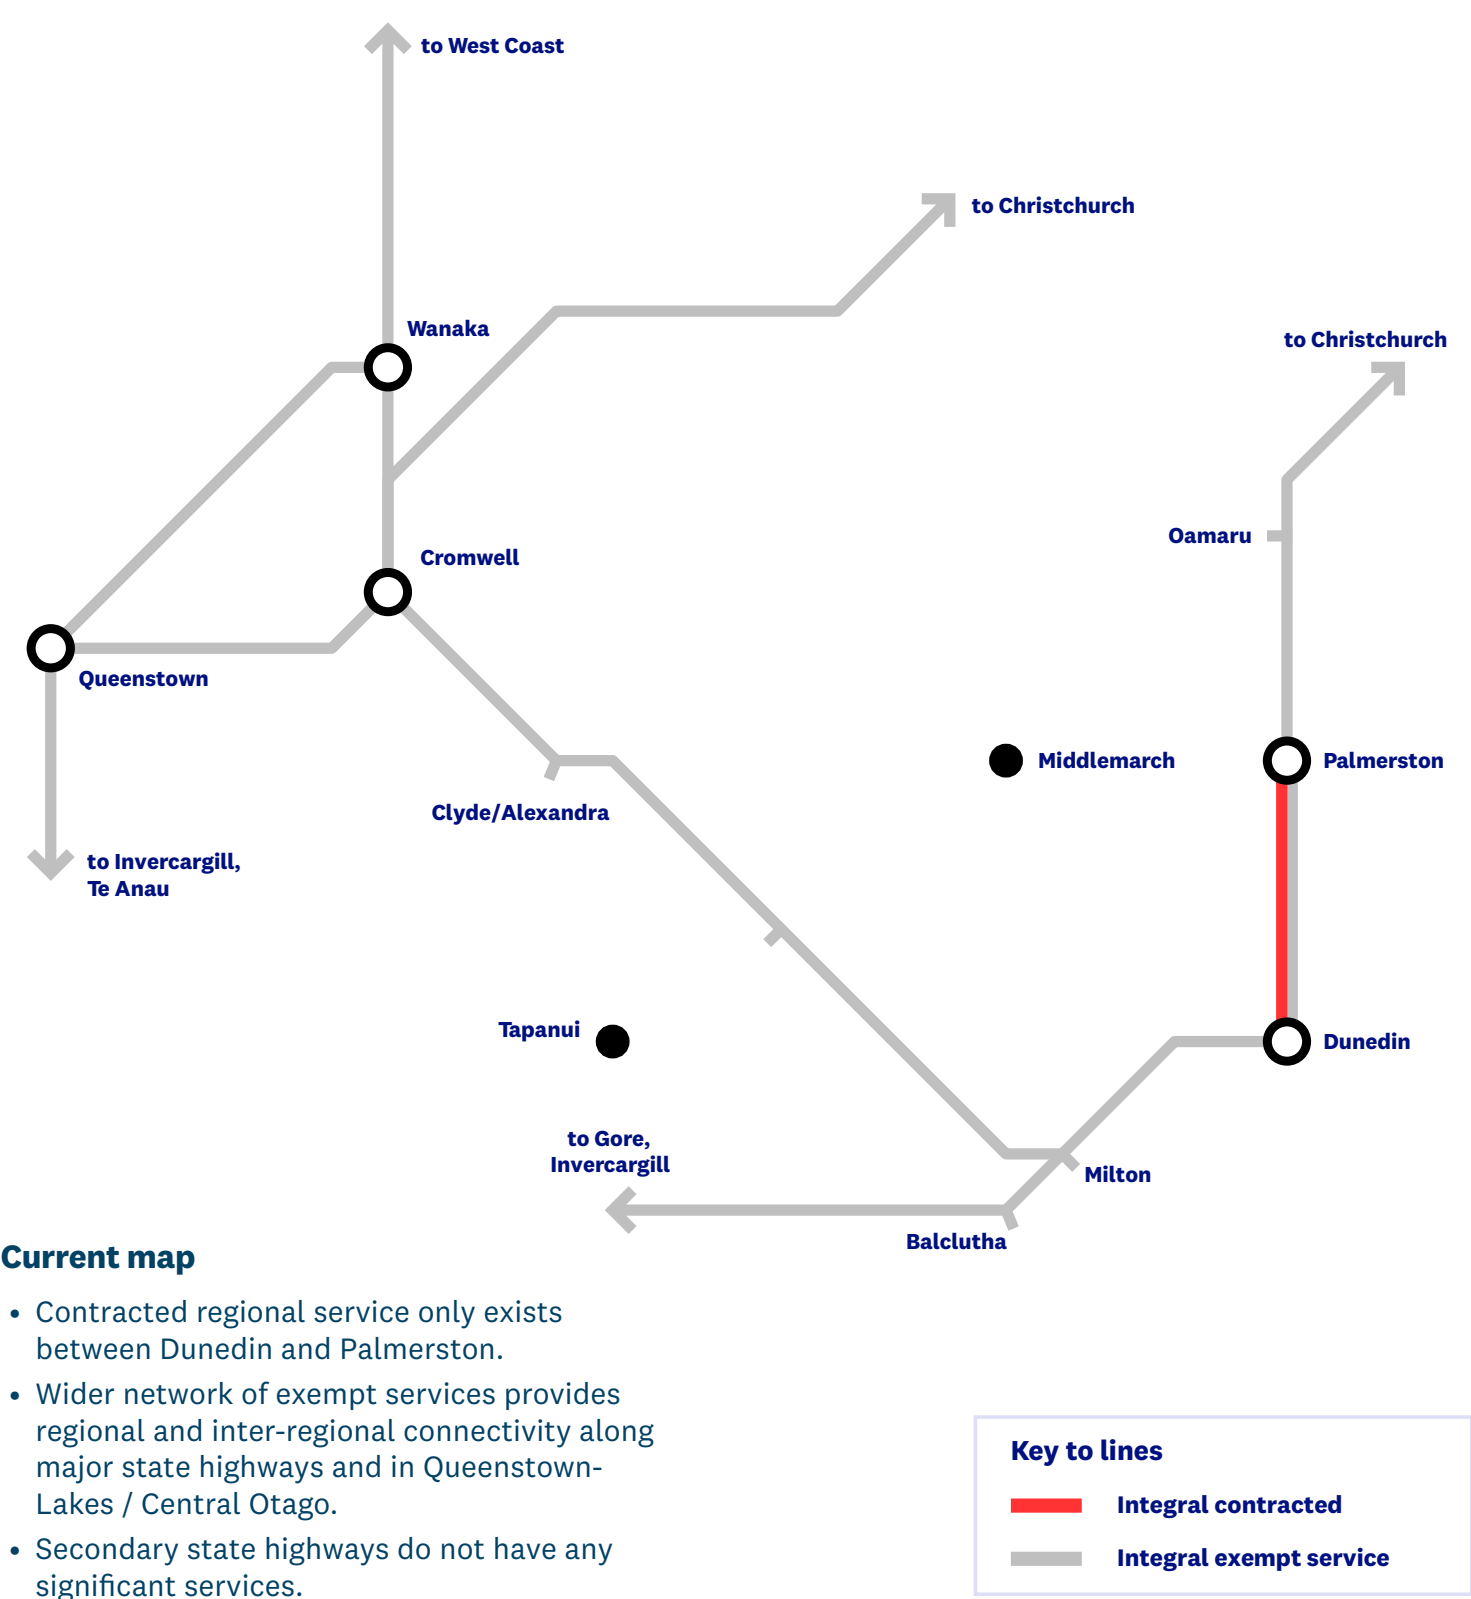 to West Coast
to Christchurch
Wanaka
to Christchurch
Oamaru
Cromwell
Queenstown
Middlemarch
Palmerston
Clyde/Alexandra
to Invercargill,
Te Anau
Tapanui
Dunedin
to Gore,
Invercargill
Milton
Balclutha
Current map
• Contracted regional service only exists
between Dunedin and Palmerston.
• Wider network of exempt services provides
regional and inter-regional connectivity along
major state highways and in Queenstown-
Lakes / Central Otago.
• Secondary state highways do not have any
significant services.
Key to lines
Integral contracted
Integral exempt service